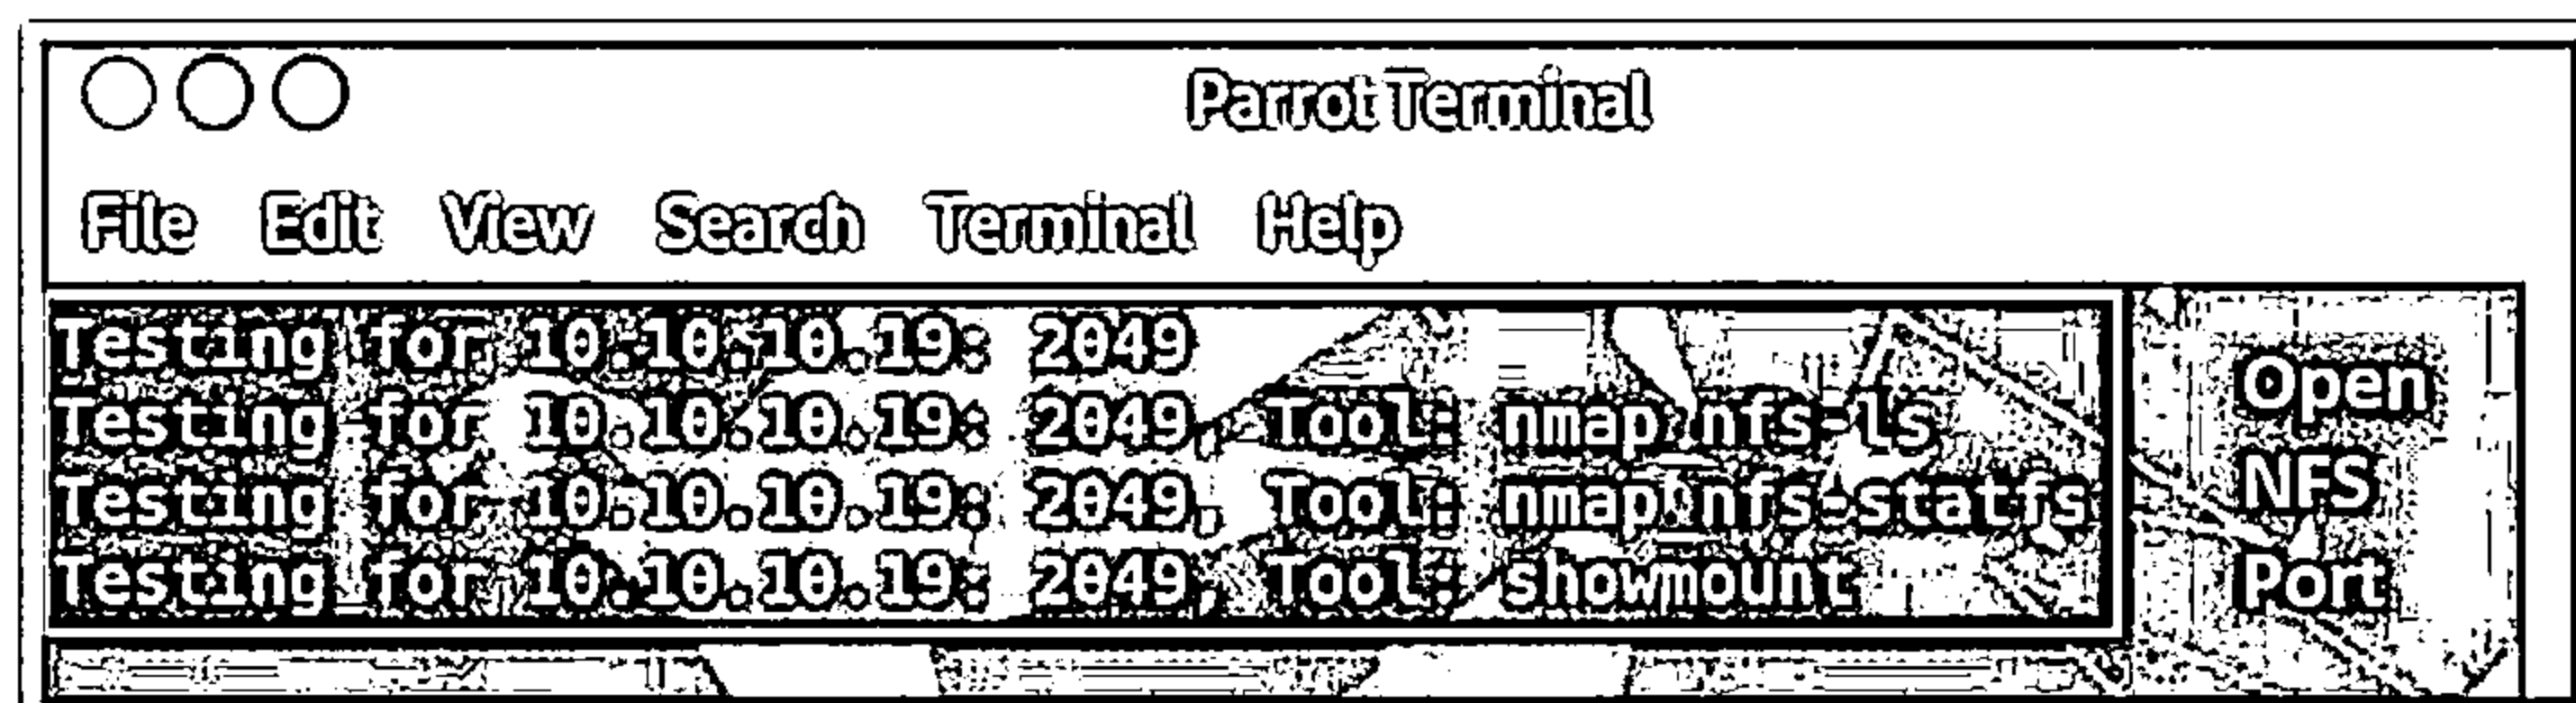 Parrot Terminal
File Edit View Search Terminal Help
Testing for 10.10.10.19: 2049
Testing for 10.10.10.19: 2049, Tool: nmap:nfs-ls
Testing for 10.10.10.19: 2049, Tool: nmap:nfs-statfs
Testing for 10.10.10.19: 2049, Tool: showmount
Open
NFS
Port